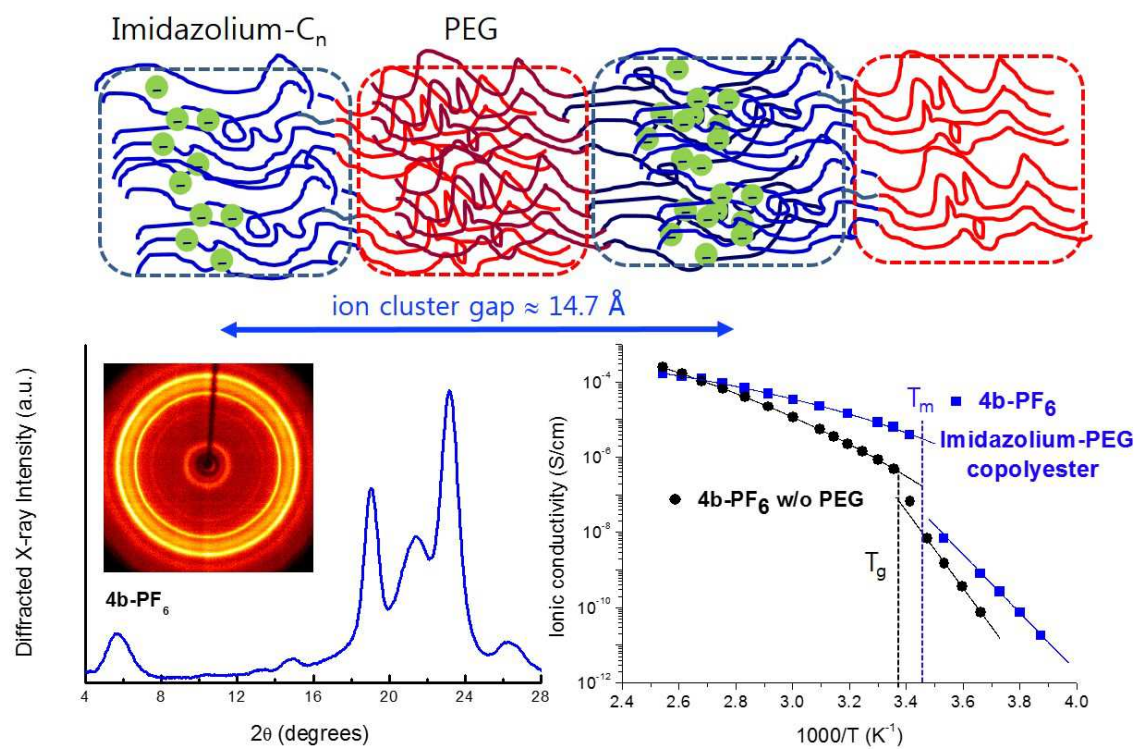 Imidazolium-Cₙ
PEG
ion cluster gap ≈ 14.7 Å
Diffracted X-ray Intensity (a.u.)
4b-PF₆
4 8 12 16 20 24 28
2θ (degrees)
Ionic conductivity (S/cm)
10⁻⁴
10⁻⁶
10⁻⁸
10⁻¹⁰
10⁻¹²
Tₘ
4b-PF₆
Imidazolium-PEG
copolyester
4b-PF₆ w/o PEG
T_g
2.4 2.6 2.8 3.0 3.2 3.4 3.6 3.8 4.0
1000/T (K⁻¹)